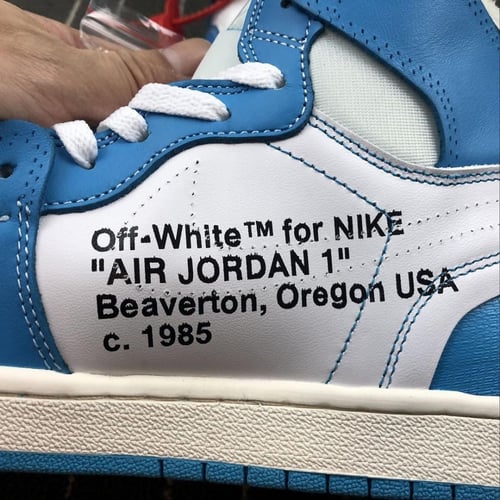 Off-White™ for NIKE
"AIR JORDAN 1"
Beaverton, Oregon USA
c. 1985